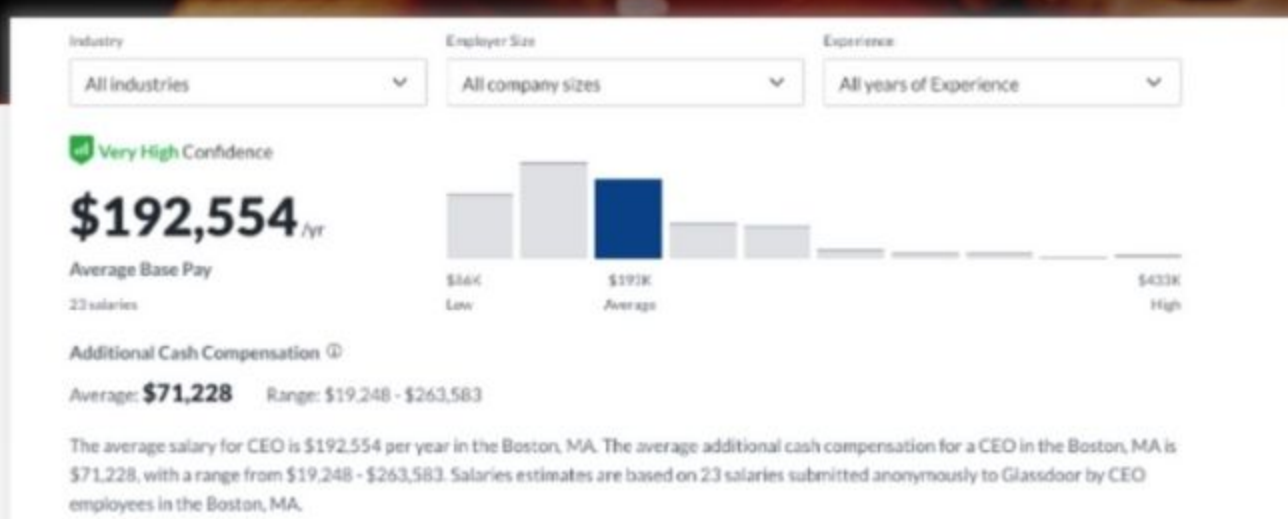 Industry
Employer Size
Experience
All industries
All company sizes
All years of Experience
Very High Confidence
$192,554 /yr
Average Base Pay
23 salaries
Low
$193K
Average
$433K
High
Additional Cash Compensation
Average: $71,228 Range: $19,248 - $263,583
The average salary for CEO is $192,554 per year in the Boston, MA. The average additional cash compensation for a CEO in the Boston, MA is
$71,228, with a range from $19,248 - $263,583. Salaries estimates are based on 23 salaries submitted anonymously to Glassdoor by CEO
employees in the Boston, MA.